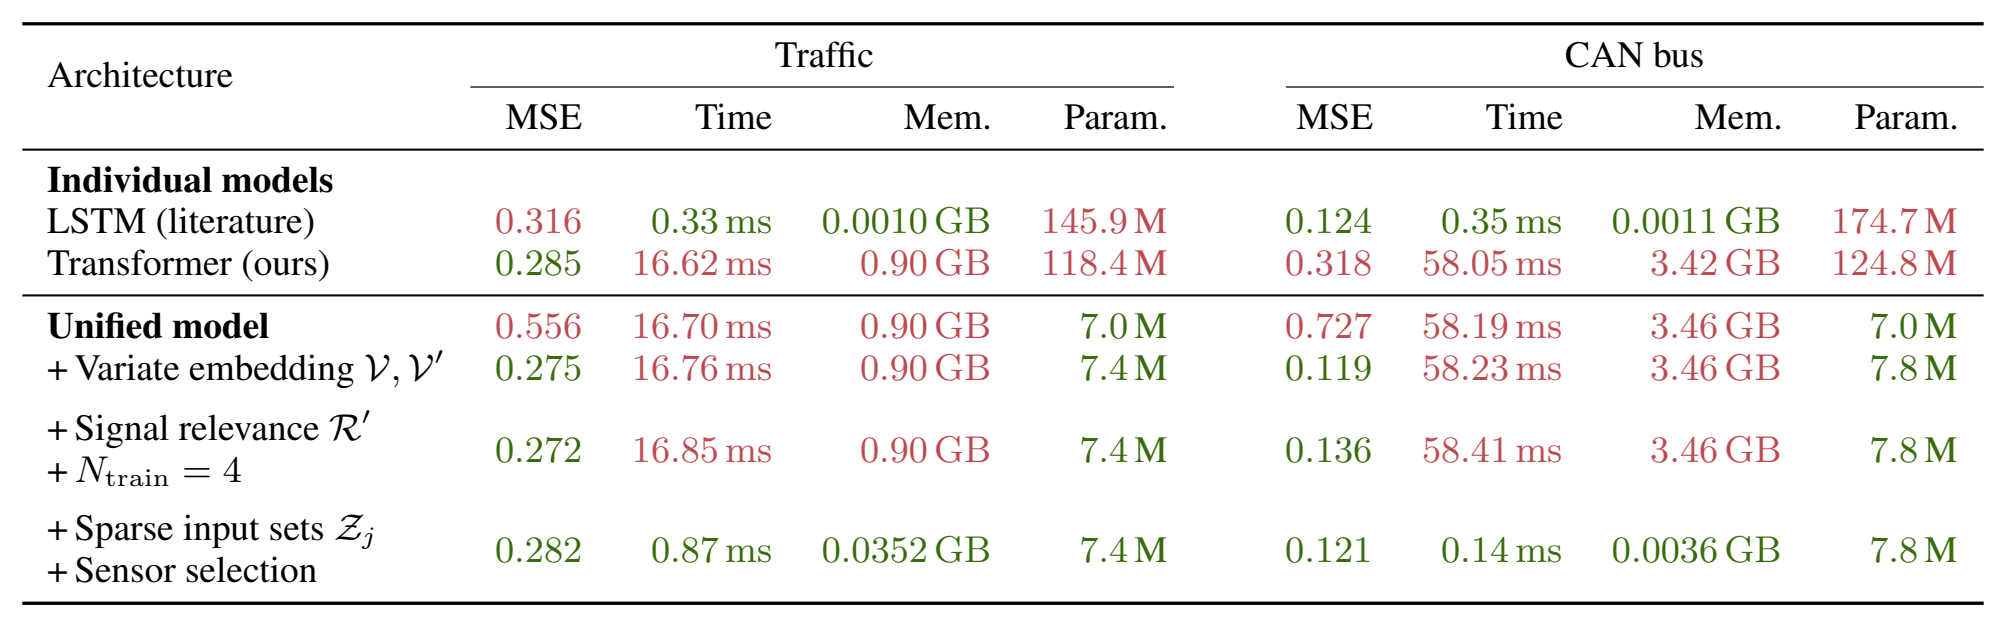 Architecture Traffic CAN bus
MSE Time Mem. Param. MSE Time Mem. Param.
Individual models
LSTM (literature) 0.316 0.33 ms 0.0010 GB 145.9 M 0.124 0.35 ms 0.0011 GB 174.7 M
Transformer (ours) 0.285 16.62 ms 0.90 GB 118.4 M 0.318 58.05 ms 3.42 GB 124.8 M
Unified model 0.556 16.70 ms 0.90 GB 7.0 M 0.727 58.19 ms 3.46 GB 7.0 M
+ Variate embedding 𝒱, 𝒱′ 0.275 16.76 ms 0.90 GB 7.4 M 0.119 58.23 ms 3.46 GB 7.8 M
+ Signal relevance ℛ′
+ N_train = 4 0.272 16.85 ms 0.90 GB 7.4 M 0.136 58.41 ms 3.46 GB 7.8 M
+ Sparse input sets 𝒵_j
+ Sensor selection 0.282 0.87 ms 0.0352 GB 7.4 M 0.121 0.14 ms 0.0036 GB 7.8 M